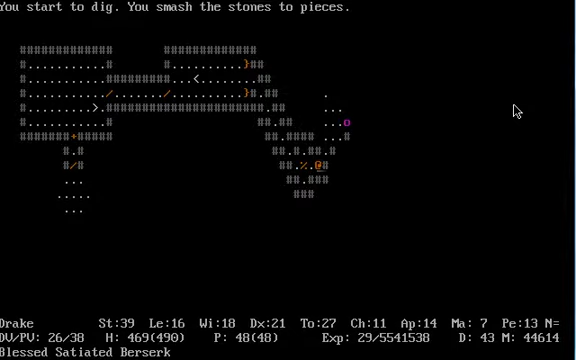 You start to dig. You smash the stones to pieces.
Drake St:39 Le:16 Wi:18 Dx:21 To:27 Ch:11 Ap:14 Ma: 7 Pe:13 N=
DV/PV: 26/38 H: 469(490) P: 48(48) Exp: 29/5541538 D: 43 M: 44614
Blessed Satiated Berserk